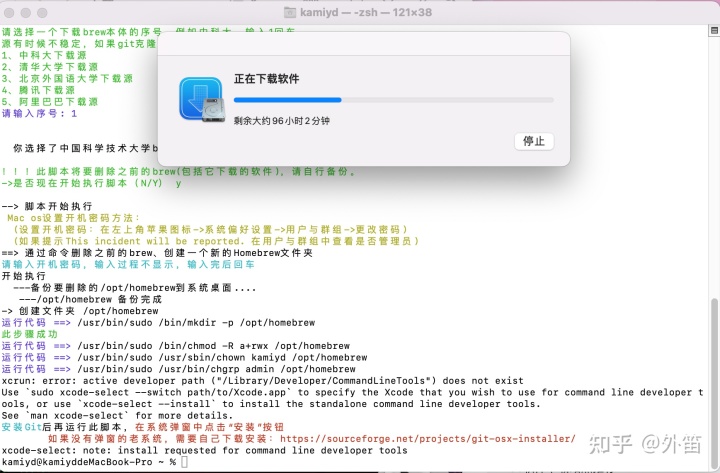 kamiyd — -zsh — 121×38
请选择一个下载brew本体的序号
源有时候不稳定，如果git克隆
1、中科大下载源
2、清华大学下载源
3、北京外国语大学下载源
4、腾讯下载源
5、阿里巴巴下载源
请输入序号: 1
正在下载软件
剩余大约96小时2分钟
停止
你选择了中国科学技术大学b
！！！此脚本将要删除之前的brew(包括它下载的软件)，请自行备份。
->是否现在开始执行脚本（N/Y） y
--> 脚本开始执行
Mac os设置开机密码方法：
(设置开机密码：在左上角苹果图标->系统偏好设置->用户与群组->更改密码)
(如果提示This incident will be reported. 在用户与群组中查看是否管理员)
==> 通过命令删除之前的brew、创建一个新的Homebrew文件夹
请输入开机密码，输入过程不显示，输入完后回车
开始执行
---备份要删除的/opt/homebrew到系统桌面....
---/opt/homebrew 备份完成
-> 创建文件夹 /opt/homebrew
运行代码 ==> /usr/bin/sudo /bin/mkdir -p /opt/homebrew
此步骤成功
运行代码 ==> /usr/bin/sudo /bin/chmod -R a+rwx /opt/homebrew
运行代码 ==> /usr/bin/sudo /usr/sbin/chown kamiyd /opt/homebrew
运行代码 ==> /usr/bin/sudo /usr/bin/chgrp admin /opt/homebrew
xcrun: error: active developer path ("/Library/Developer/CommandLineTools") does not exist
Use `sudo xcode-select --switch path/to/Xcode.app` to specify the Xcode that you wish to use for command line developer t
ools, or use `xcode-select --install` to install the standalone command line developer tools.
See `man xcode-select` for more details.
安装Git后再运行此脚本，在系统弹窗中点击“安装”按钮
如果没有弹窗的老系统，需要自己下载安装：https://sourceforge.net/projects/git-osx-installer/
xcode-select: note: install requested for command line developer tools
kamiyd@kamiyddeMacBook-Pro ~ %
知乎 @外笛